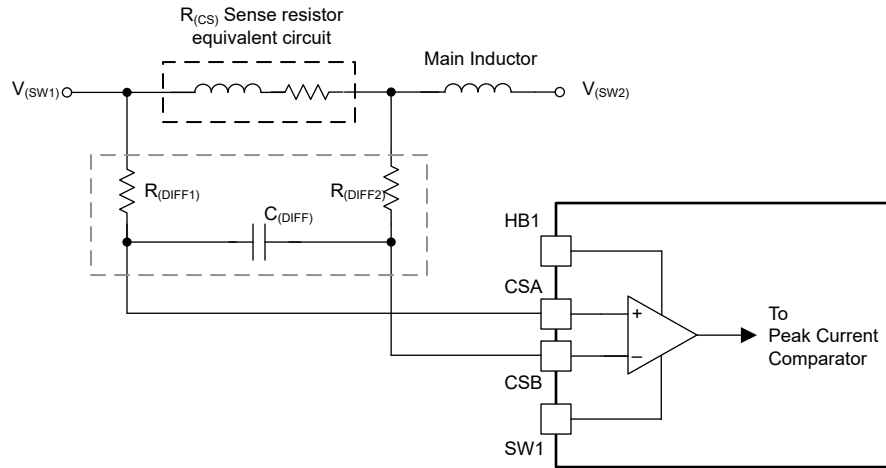 R(CS) Sense resistor
equivalent circuit
Main Inductor
V(SW1)
V(SW2)
R(DIFF1)
R(DIFF2)
C(DIFF)
HB1
CSA
+
To
Peak Current
Comparator
−
CSB
SW1